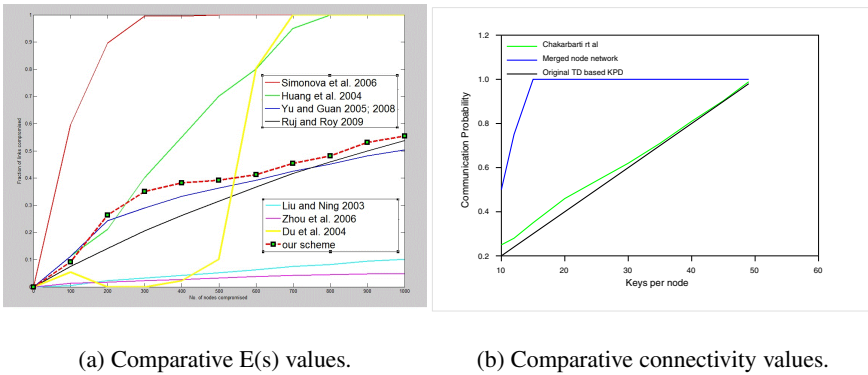 1
0.9
0.8
0.7
0.6
0.5
0.4
0.3
0.2
0.1
0
Fraction of links compromised
Simonova et al. 2006
Huang et al. 2004
Yu and Guan 2005; 2008
Ruj and Roy 2009
Liu and Ning 2003
Zhou et al. 2006
Du et al. 2004
our scheme
0 100 200 300 400 500 600 700 800 900 1000
No. of nodes compromised
Chakarbarti rt al
Merged node network
Original TD based KPD
1.0
0.8
0.6
0.4
0.2
Communication Probability
10 20 30 40 50 60
Keys per node
(a) Comparative E(s) values.
(b) Comparative connectivity values.